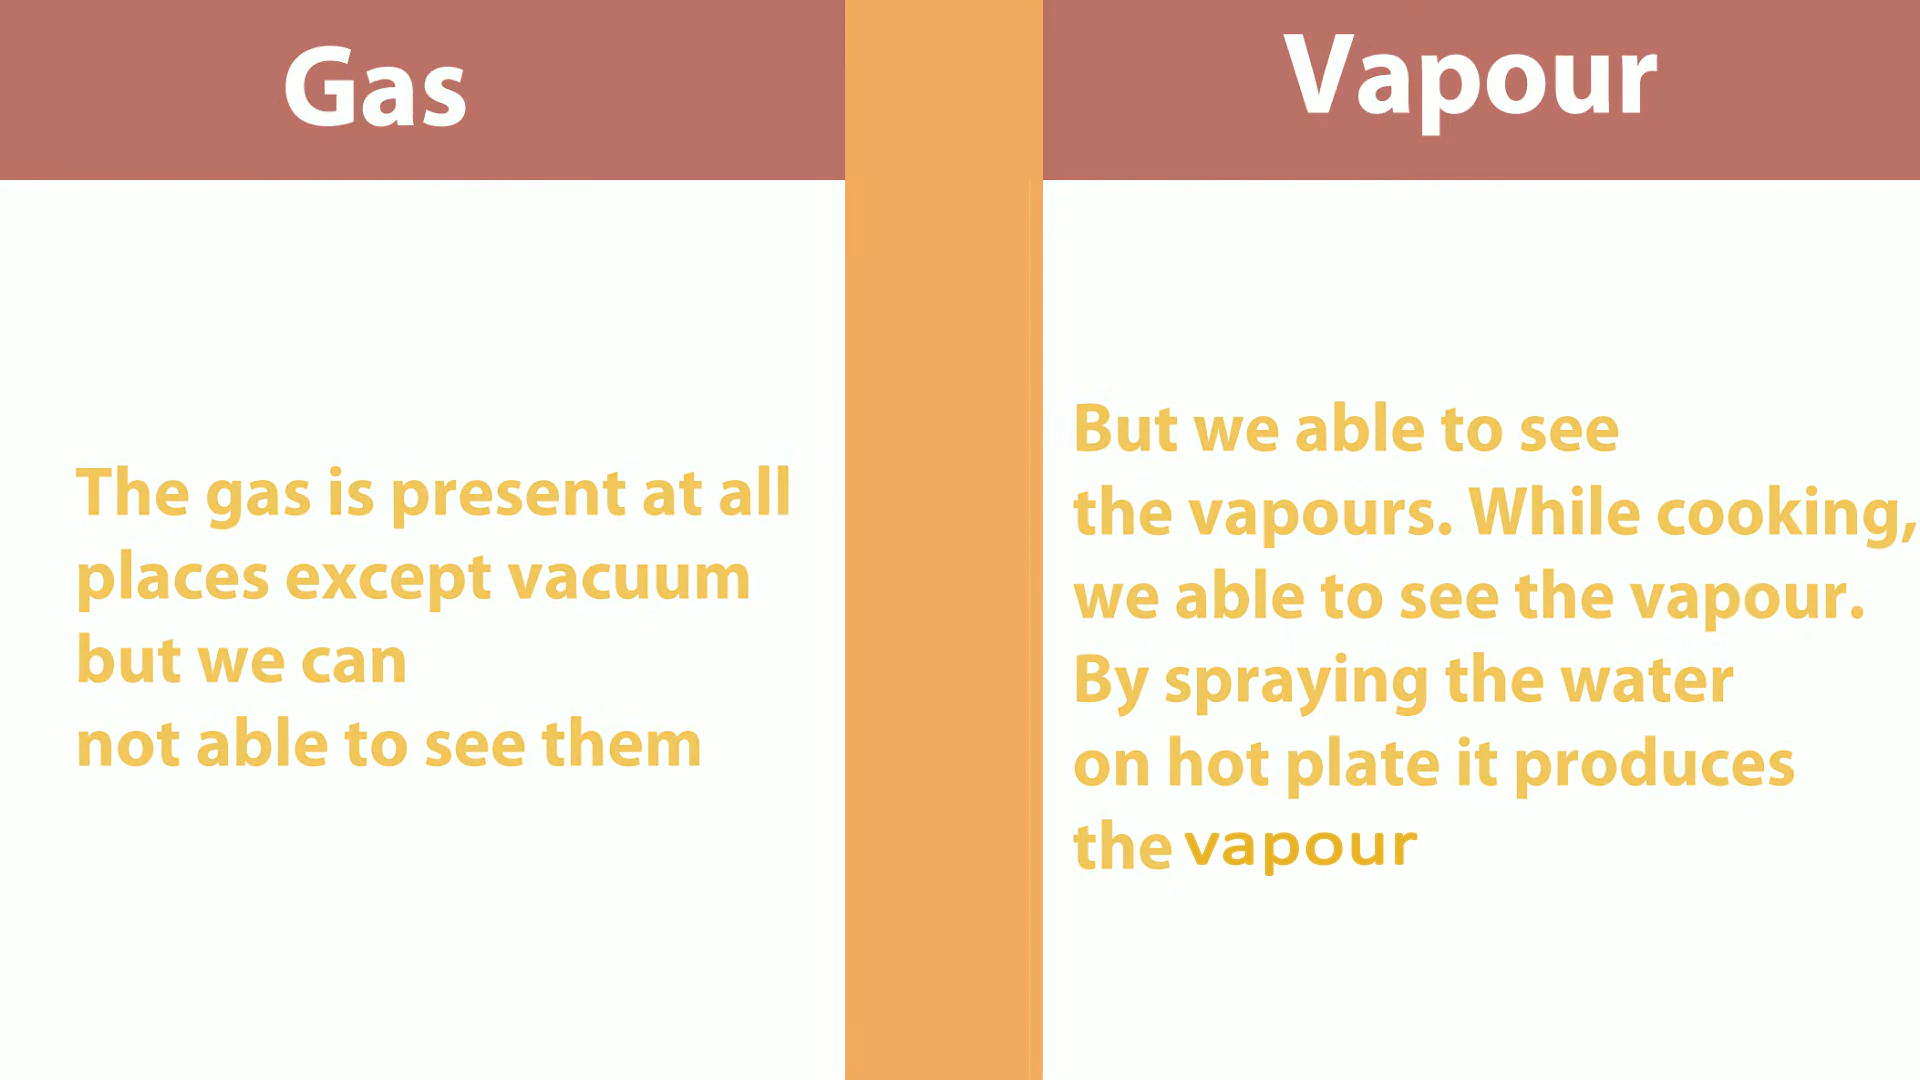 Gas
Vapour
The gas is present at all
places except vacuum
but we can
not able to see them
But we able to see
the vapours. While cooking,
we able to see the vapour.
By spraying the water
on hot plate it produces
the vapour